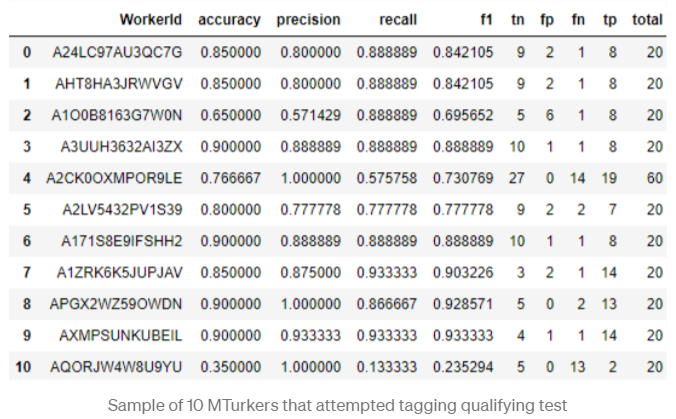 WorkerId accuracy precision recall f1 tn fp fn tp total
0 A24LC97AU3QC7G 0.850000 0.800000 0.888889 0.842105 9 2 1 8 20
1 AHT8HA3JRWVGV 0.850000 0.800000 0.888889 0.842105 9 2 1 8 20
2 A1O0B8163G7W0N 0.650000 0.571429 0.888889 0.695652 5 6 1 8 20
3 A3UUH3632AI3ZX 0.900000 0.888889 0.888889 0.888889 10 1 1 8 20
4 A2CK0OXMPOR9LE 0.766667 1.000000 0.575758 0.730769 27 0 14 19 60
5 A2LV5432PV1S39 0.800000 0.777778 0.777778 0.777778 9 2 2 7 20
6 A171S8E9IFSHH2 0.900000 0.888889 0.888889 0.888889 10 1 1 8 20
7 A1ZRK6K5JUPJAV 0.850000 0.875000 0.933333 0.903226 3 2 1 14 20
8 APGX2WZ59OWDN 0.900000 1.000000 0.866667 0.928571 5 0 2 13 20
9 AXMPSUNKUBEIL 0.900000 0.933333 0.933333 0.933333 4 1 1 14 20
10 AQORJW4W8U9YU 0.350000 1.000000 0.133333 0.235294 5 0 13 2 20
Sample of 10 MTurkers that attempted tagging qualifying test